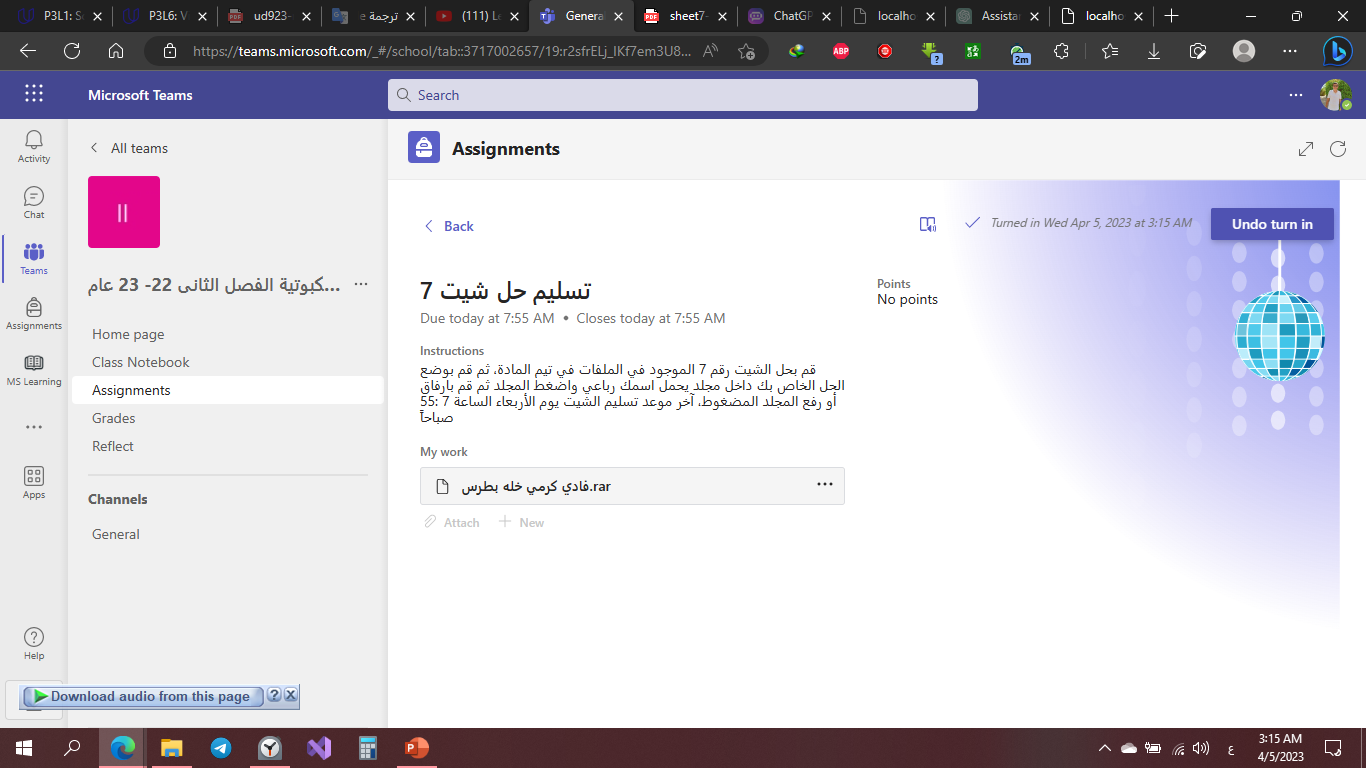 P3L1: S
P3L6: V
ud923-
ترجمة e
(111) Le
Genera
sheet7-
ChatGP
localho
Assistan
localho
https://teams.microsoft.com/_#/school/tab::3717002657/19:r2sfrELj_IKf7em3U8...
ABP
?
2m
Microsoft Teams
Search
Activity
Chat
Teams
Assignments
MS Learning
Apps
Help
All teams
كبوتية الفصل الثانى 22- 23 عام...
Home page
Class Notebook
Assignments
Grades
Reflect
Channels
General
Assignments
Back
Turned in Wed Apr 5, 2023 at 3:15 AM
Undo turn in
تسليم حل شيت 7
Due today at 7:55 AM • Closes today at 7:55 AM
Points
No points
Instructions
قم بحل الشيت رقم 7 الموجود في الملفات في تيم المادة، ثم قم بوضع
الحل الخاص بك داخل مجلد يحمل اسمك رباعي واضغط المجلد ثم قم بارفاق
أو رفع المجلد المضغوط، آخر موعد تسليم الشيت يوم الأربعاء الساعة 7 :55
صباحاً
My work
فادي كرمي خله بطرس.rar
Attach
New
Download audio from this page
?
ع
3:15 AM
4/5/2023